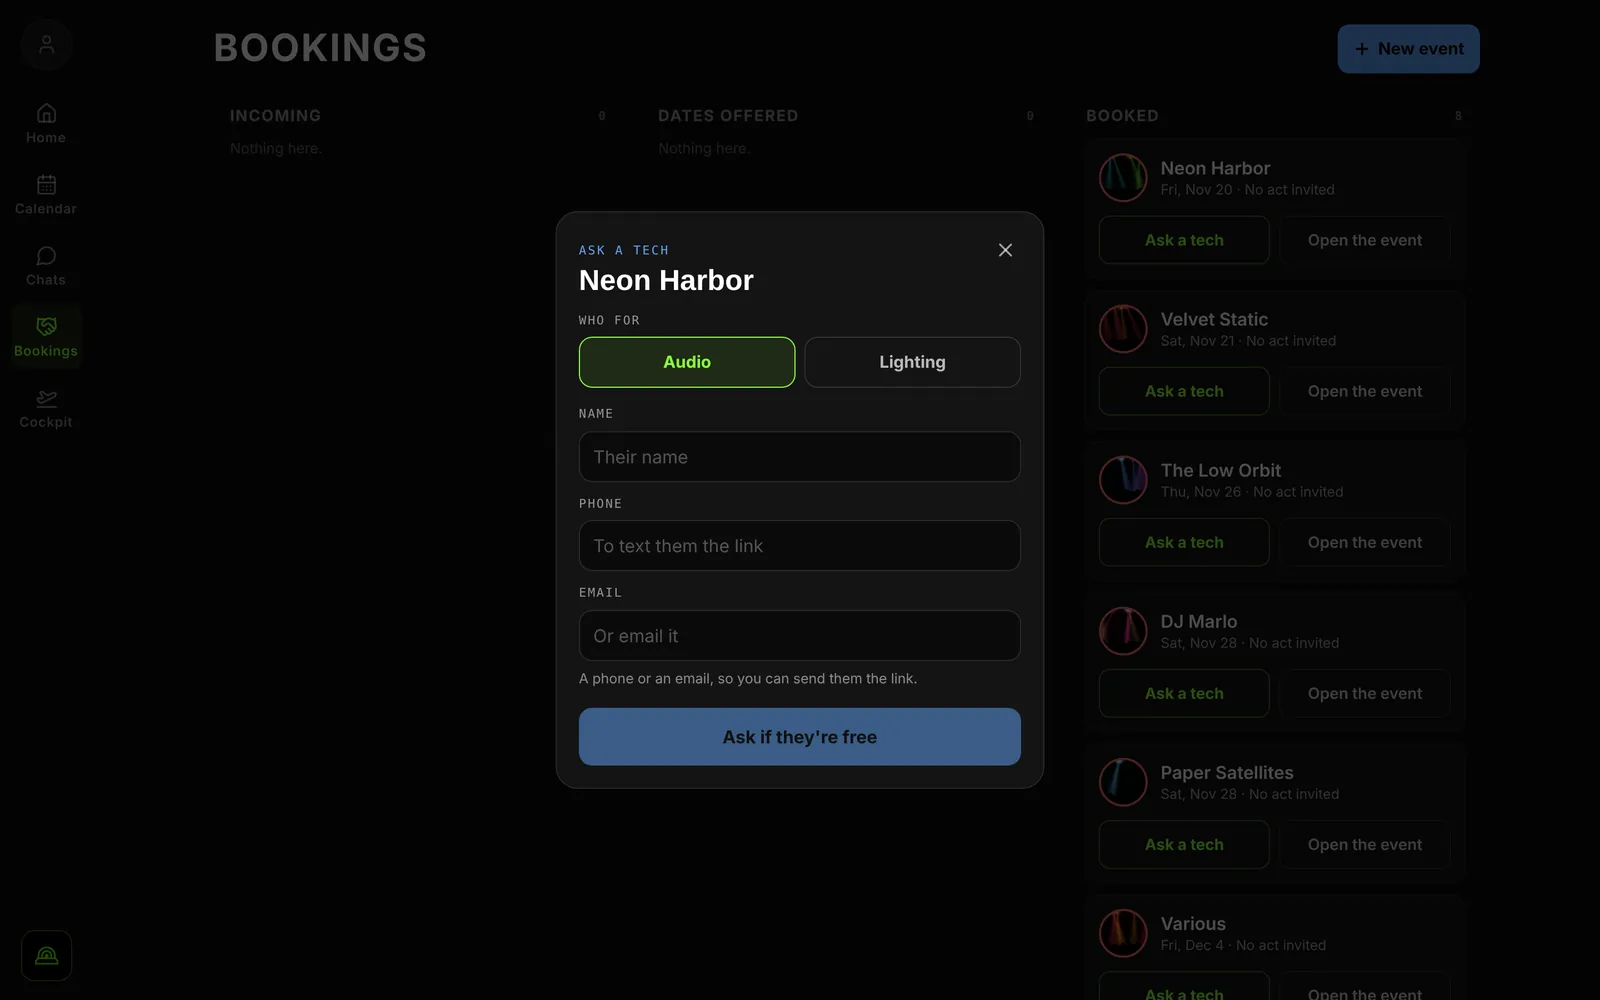 BOOKINGS
+ New event
Home
Calendar
Chats
Bookings
Cockpit
INCOMING 0
Nothing here.
DATES OFFERED 0
Nothing here.
BOOKED 8
Neon Harbor
Fri, Nov 20 · No act invited
Ask a tech
Open the event
Velvet Static
Sat, Nov 21 · No act invited
Ask a tech
Open the event
The Low Orbit
Thu, Nov 26 · No act invited
Ask a tech
Open the event
DJ Marlo
Sat, Nov 28 · No act invited
Ask a tech
Open the event
Paper Satellites
Sat, Nov 28 · No act invited
Ask a tech
Open the event
Various
Fri, Dec 4 · No act invited
Ask a tech
Open the event
ASK A TECH
Neon Harbor
WHO FOR
Audio
Lighting
NAME
Their name
PHONE
To text them the link
EMAIL
Or email it
A phone or an email, so you can send them the link.
Ask if they're free